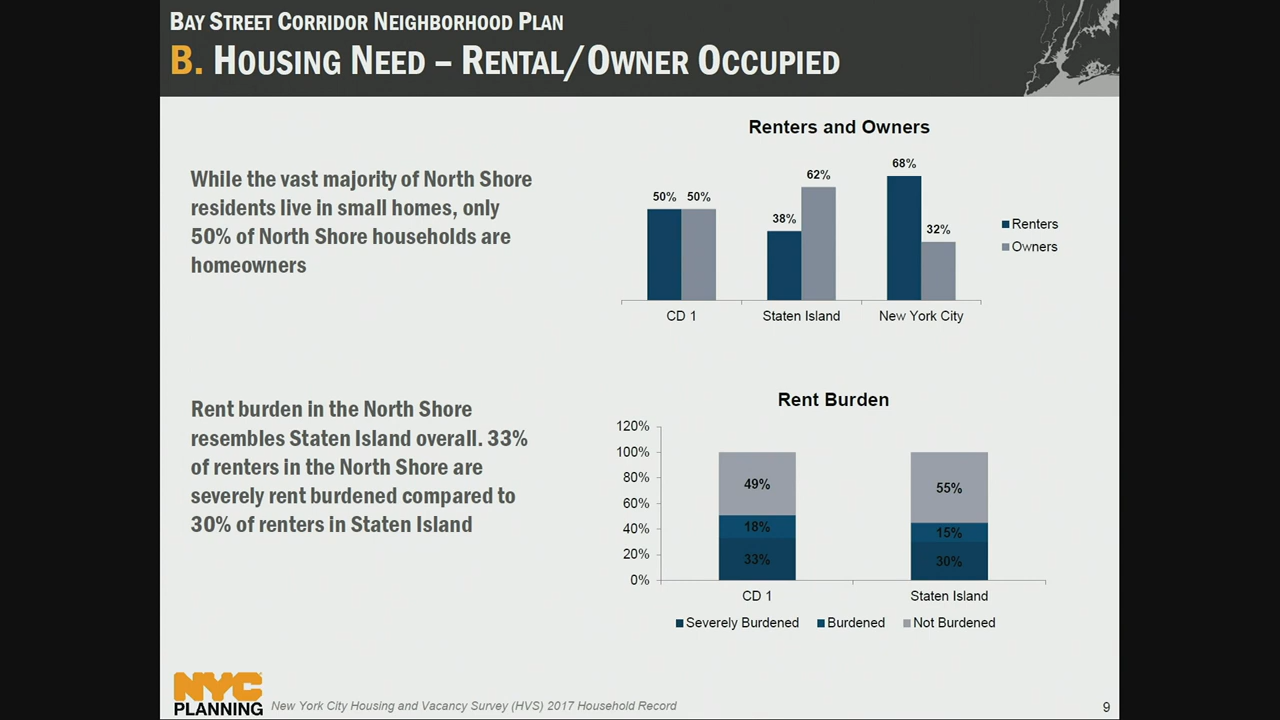 BAY STREET CORRIDOR NEIGHBORHOOD PLAN
B. HOUSING NEED – RENTAL/OWNER OCCUPIED
While the vast majority of North Shore
residents live in small homes, only
50% of North Shore households are
homeowners
Renters and Owners
50% 50%
38%
62%
68%
32%
CD 1 Staten Island New York City
Renters
Owners
Rent burden in the North Shore
resembles Staten Island overall. 33%
of renters in the North Shore are
severely rent burdened compared to
30% of renters in Staten Island
Rent Burden
120%
100%
80%
60%
40%
20%
0%
49%
18%
33%
55%
15%
30%
CD 1 Staten Island
Severely Burdened Burdened Not Burdened
NYC
PLANNING
New York City Housing and Vacancy Survey (HVS) 2017 Household Record
9